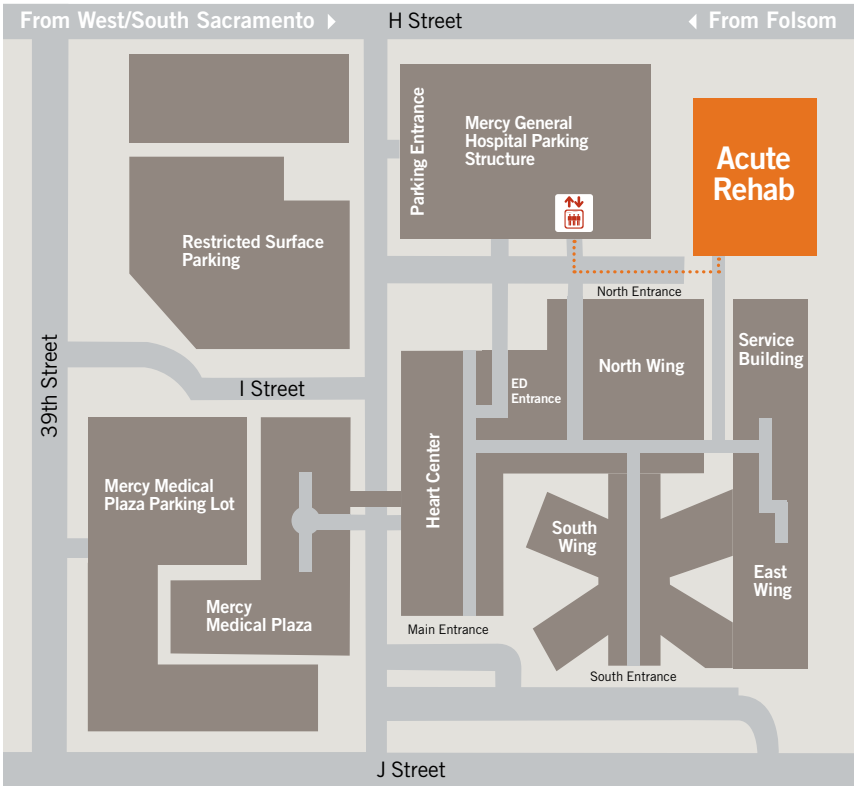 From West/South Sacramento
H Street
From Folsom
Parking Entrance
Mercy General
Hospital Parking
Structure
Acute
Rehab
Restricted Surface
Parking
North Entrance
39th Street
Service
Building
North Wing
I Street
ED
Entrance
Heart Center
Mercy Medical
Plaza Parking Lot
South
Wing
East
Wing
Mercy
Medical Plaza
Main Entrance
South Entrance
J Street